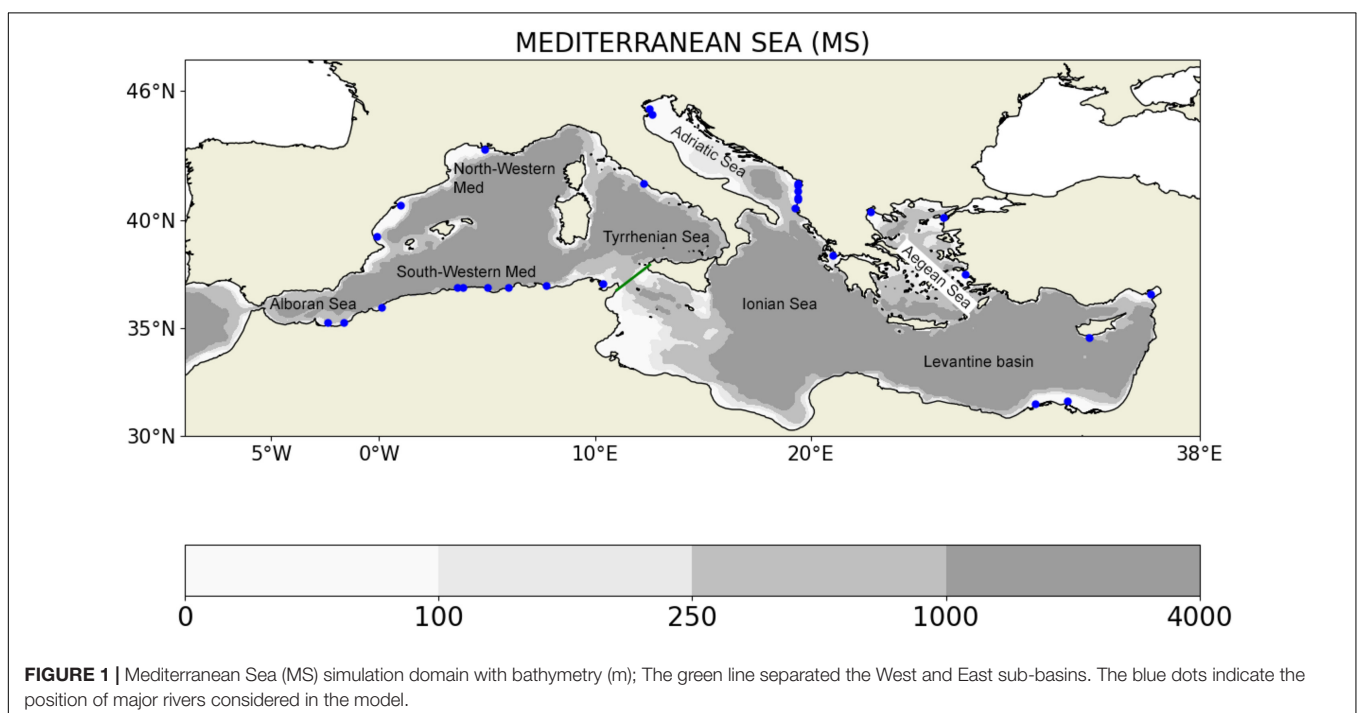 MEDITERRANEAN SEA (MS)
46°N
40°N
35°N
30°N
Adriatic Sea
North-Western
Med
Tyrrhenian Sea
South-Western Med
Aegean Sea
Alboran Sea
Ionian Sea
Levantine basin
5°W
0°W
10°E
20°E
38°E
0
100
250
1000
4000
FIGURE 1 | Mediterranean Sea (MS) simulation domain with bathymetry (m); The green line separated the West and East sub-basins. The blue dots indicate the
position of major rivers considered in the model.